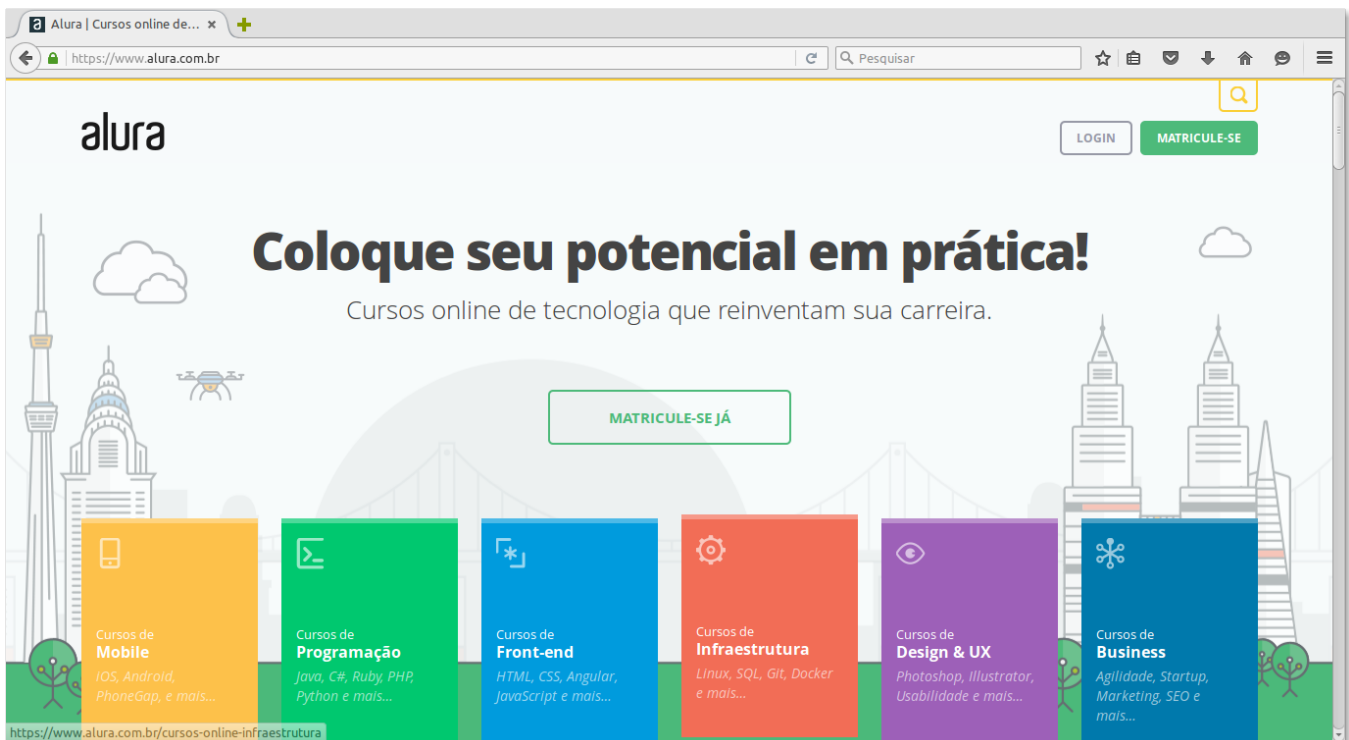 Alura | Cursos online de...
https://www.alura.com.br
Pesquisar
alura
LOGIN
MATRICULE-SE
Coloque seu potencial em prática!
Cursos online de tecnologia que reinventam sua carreira.
MATRICULE-SE JÁ
Cursos de
Mobile
IOS, Android,
PhoneGap, e mais...
Cursos de
Programação
Java, C#, Ruby, PHP,
Python e mais...
Cursos de
Front-end
HTML, CSS, Angular,
JavaScript e mais...
Cursos de
Infraestrutura
Linux, SQL, Git, Docker
e mais...
Cursos de
Design & UX
Photoshop, Illustrator,
Usabilidade e mais...
Cursos de
Business
Agilidade, Startup,
Marketing, SEO e
mais...
https://www.alura.com.br/cursos-online-infraestrutura